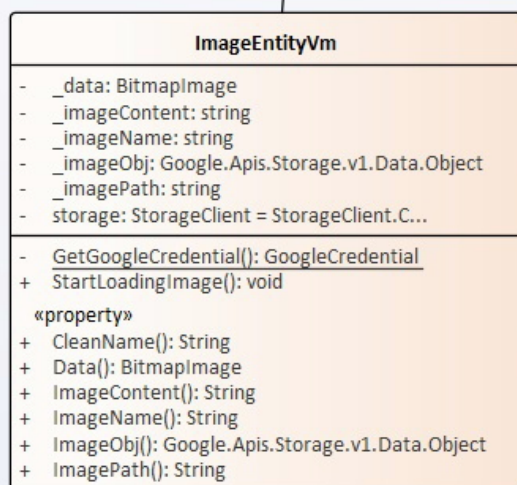 ImageEntityVm
- _data: BitmapImage
- _imageContent: string
- _imageName: string
- _imageObj: Google.Apis.Storage.v1.Data.Object
- _imagePath: string
- storage: StorageClient = StorageClient.C...
- GetGoogleCredential(): GoogleCredential
+ StartLoadingImage(): void
«property»
+ CleanName(): String
+ Data(): BitmapImage
+ ImageContent(): String
+ ImageName(): String
+ ImageObj(): Google.Apis.Storage.v1.Data.Object
+ ImagePath(): String